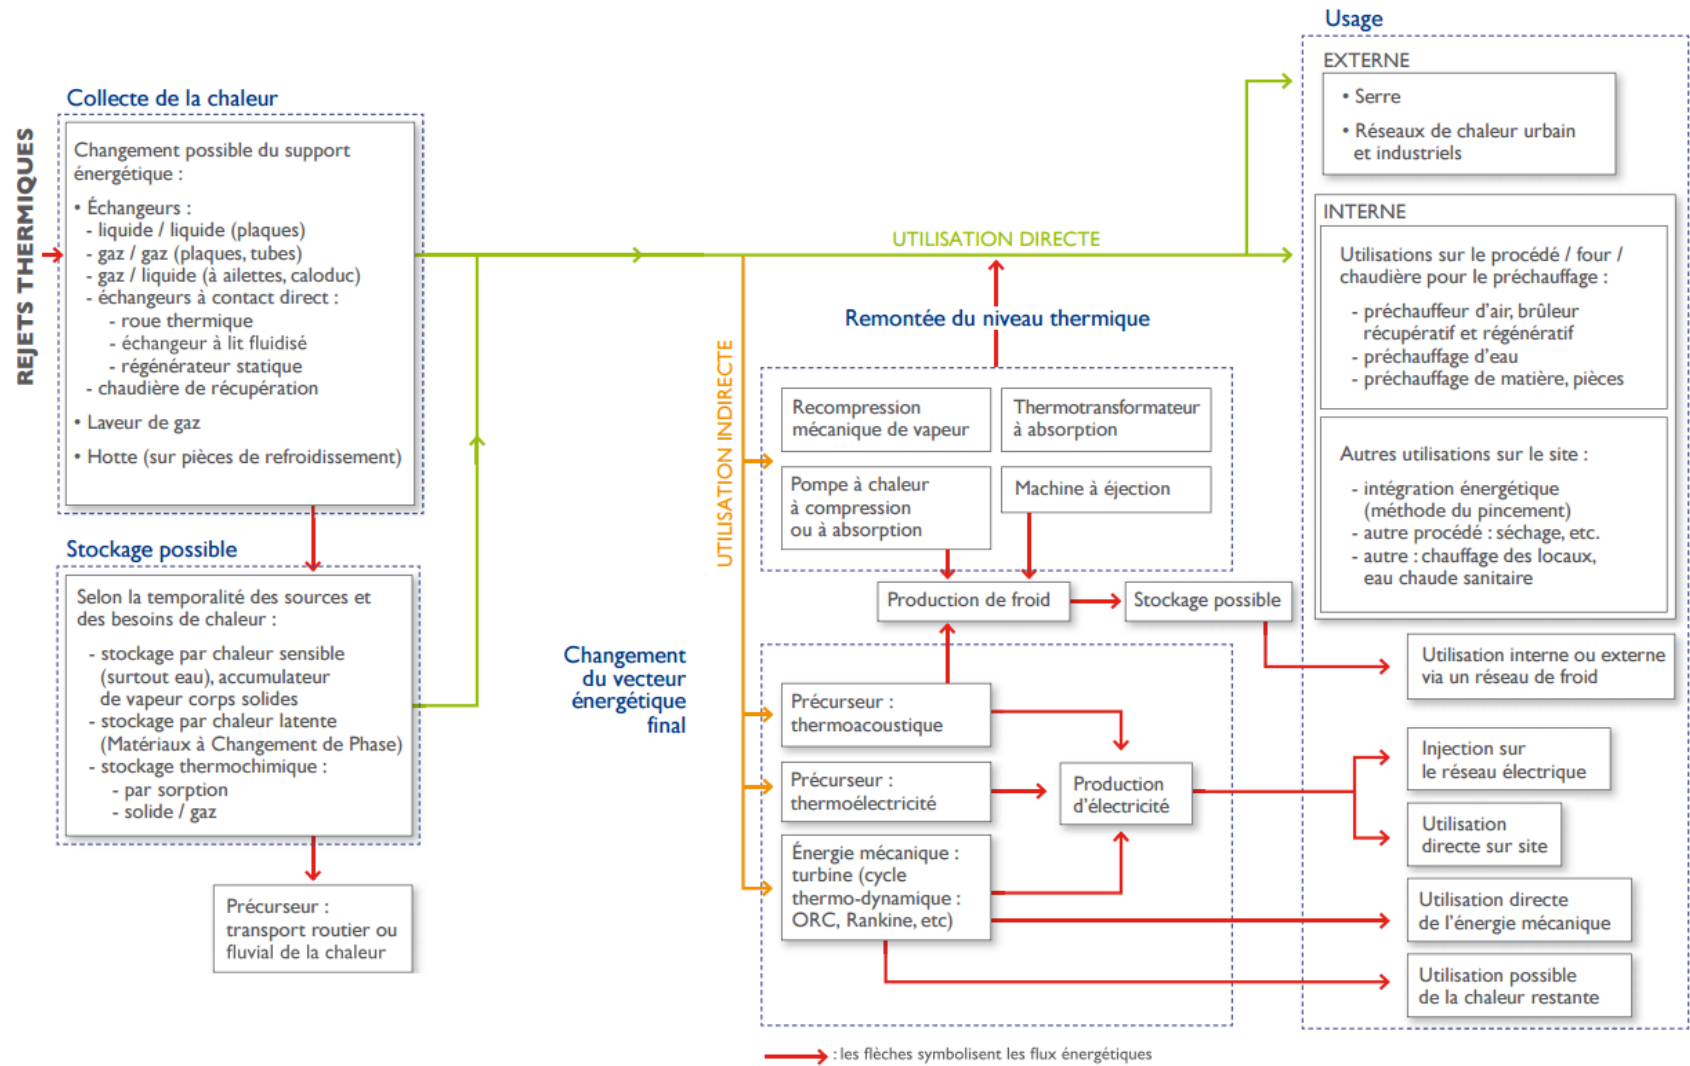 REJETS THERMIQUES
Collecte de la chaleur
Changement possible du support
énergétique :
• Échangeurs :
- liquide / liquide (plaques)
- gaz / gaz (plaques, tubes)
- gaz / liquide (à ailettes, caloduc)
- échangeurs à contact direct :
- roue thermique
- échangeur à lit fluidisé
- régénérateur statique
- chaudière de récupération
• Laveur de gaz
• Hotte (sur pièces de refroidissement)
Stockage possible
Selon la temporalité des sources et
des besoins de chaleur :
- stockage par chaleur sensible
(surtout eau), accumulateur
de vapeur corps solides
- stockage par chaleur latente
(Matériaux à Changement de Phase)
- stockage thermochimique :
- par sorption
- solide / gaz
Précurseur :
transport routier ou
fluvial de la chaleur
UTILISATION DIRECTE
UTILISATION INDIRECTE
Remontée du niveau thermique
Recompression
mécanique de vapeur
Thermotransformateur
à absorption
Pompe à chaleur
à compression
ou à absorption
Machine à éjection
Production de froid
Stockage possible
Changement
du vecteur
énergétique
final
Précurseur :
thermoacoustique
Précurseur :
thermoélectricité
Énergie mécanique :
turbine (cycle
thermo-dynamique :
ORC, Rankine, etc)
Production
d'électricité
Usage
EXTERNE
• Serre
• Réseaux de chaleur urbain
et industriels
INTERNE
Utilisations sur le procédé / four /
chaudière pour le préchauffage :
- préchauffeur d'air, brûleur
récupératif et régénératif
- préchauffage d'eau
- préchauffage de matière, pièces
Autres utilisations sur le site :
- intégration énergétique
(méthode du pincement)
- autre procédé : séchage, etc.
- autre : chauffage des locaux,
eau chaude sanitaire
Utilisation interne ou externe
via un réseau de froid
Injection sur
le réseau électrique
Utilisation
directe sur site
Utilisation directe
de l'énergie mécanique
Utilisation possible
de la chaleur restante
: les flèches symbolisent les flux énergétiques